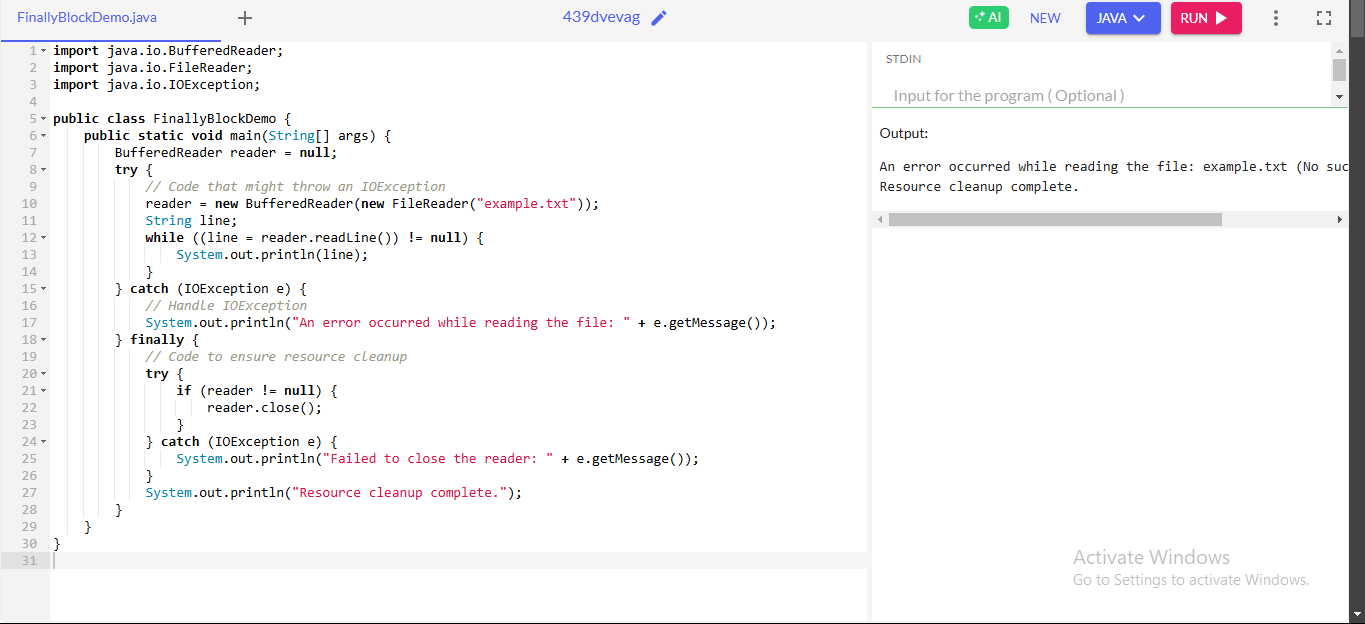 FinallyBlockDemo.java
439dvevag
AI
NEW
JAVA
RUN
1 import java.io.BufferedReader;
2 import java.io.FileReader;
3 import java.io.IOException;
4
5 public class FinallyBlockDemo {
6     public static void main(String[] args) {
7         BufferedReader reader = null;
8         try {
9             // Code that might throw an IOException
10             reader = new BufferedReader(new FileReader("example.txt"));
11             String line;
12             while ((line = reader.readLine()) != null) {
13                 System.out.println(line);
14             }
15         } catch (IOException e) {
16             // Handle IOException
17             System.out.println("An error occurred while reading the file: " + e.getMessage());
18         } finally {
19             // Code to ensure resource cleanup
20             try {
21                 if (reader != null) {
22                     reader.close();
23                 }
24             } catch (IOException e) {
25                 System.out.println("Failed to close the reader: " + e.getMessage());
26             }
27             System.out.println("Resource cleanup complete.");
28         }
29     }
30 }
31
STDIN
Input for the program ( Optional )
Output:
An error occurred while reading the file: example.txt (No suc
Resource cleanup complete.
Activate Windows
Go to Settings to activate Windows.